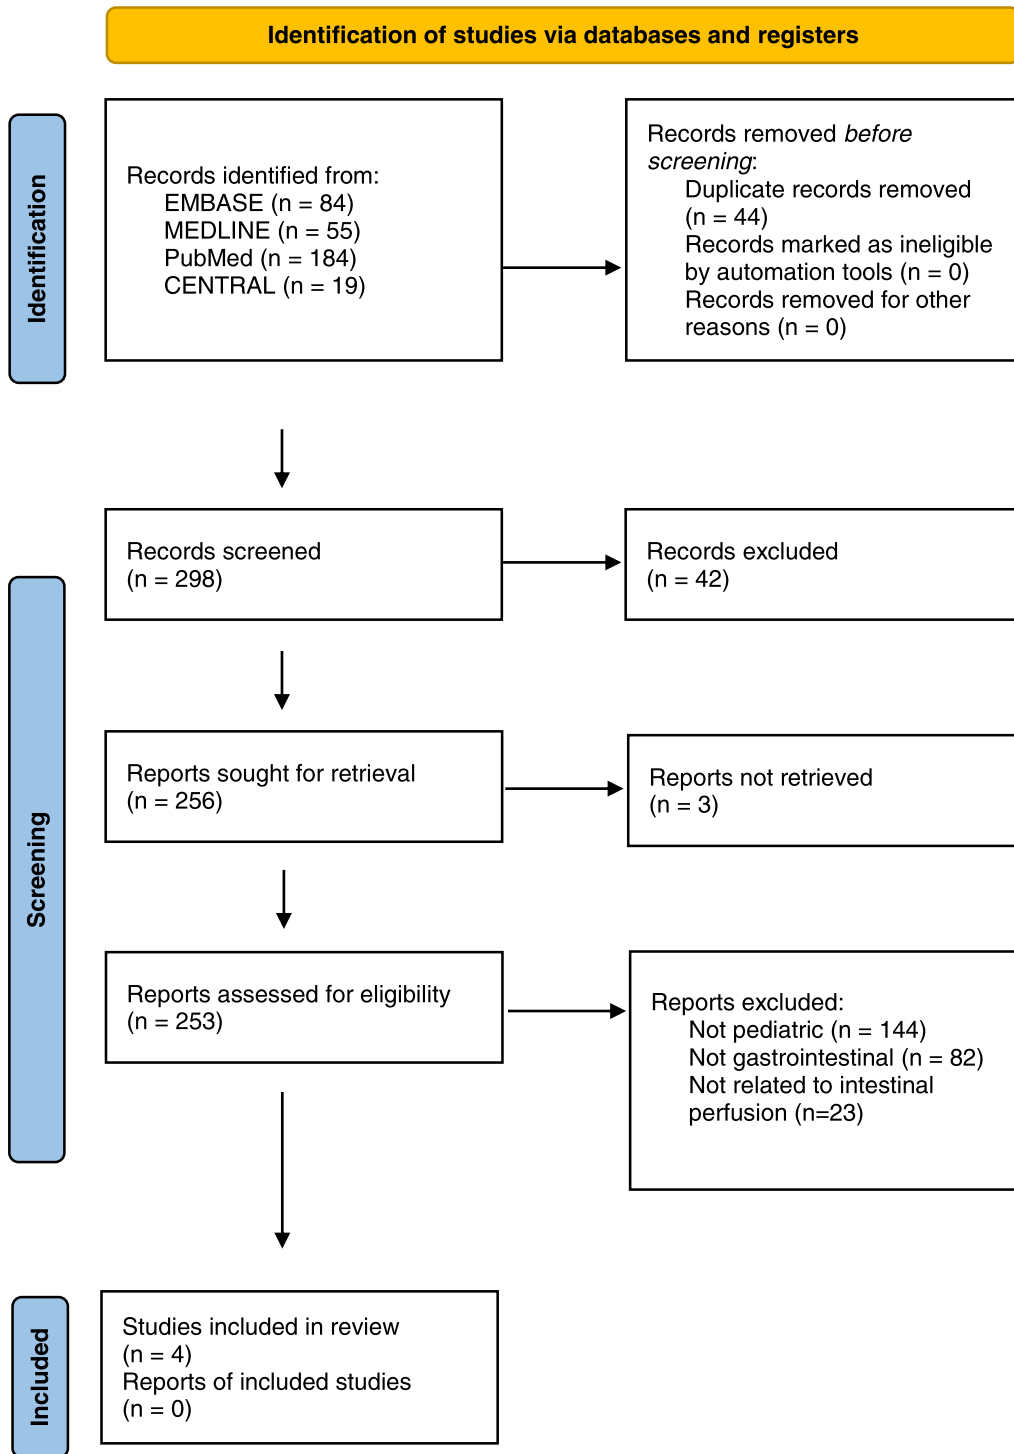 Identification of studies via databases and registers
Identification
Records identified from:
EMBASE (n = 84)
MEDLINE (n = 55)
PubMed (n = 184)
CENTRAL (n = 19)
Records removed before
screening:
Duplicate records removed
(n = 44)
Records marked as ineligible
by automation tools (n = 0)
Records removed for other
reasons (n = 0)
Screening
Records screened
(n = 298)
Records excluded
(n = 42)
Reports sought for retrieval
(n = 256)
Reports not retrieved
(n = 3)
Reports assessed for eligibility
(n = 253)
Reports excluded:
Not pediatric (n = 144)
Not gastrointestinal (n = 82)
Not related to intestinal
perfusion (n=23)
Included
Studies included in review
(n = 4)
Reports of included studies
(n = 0)